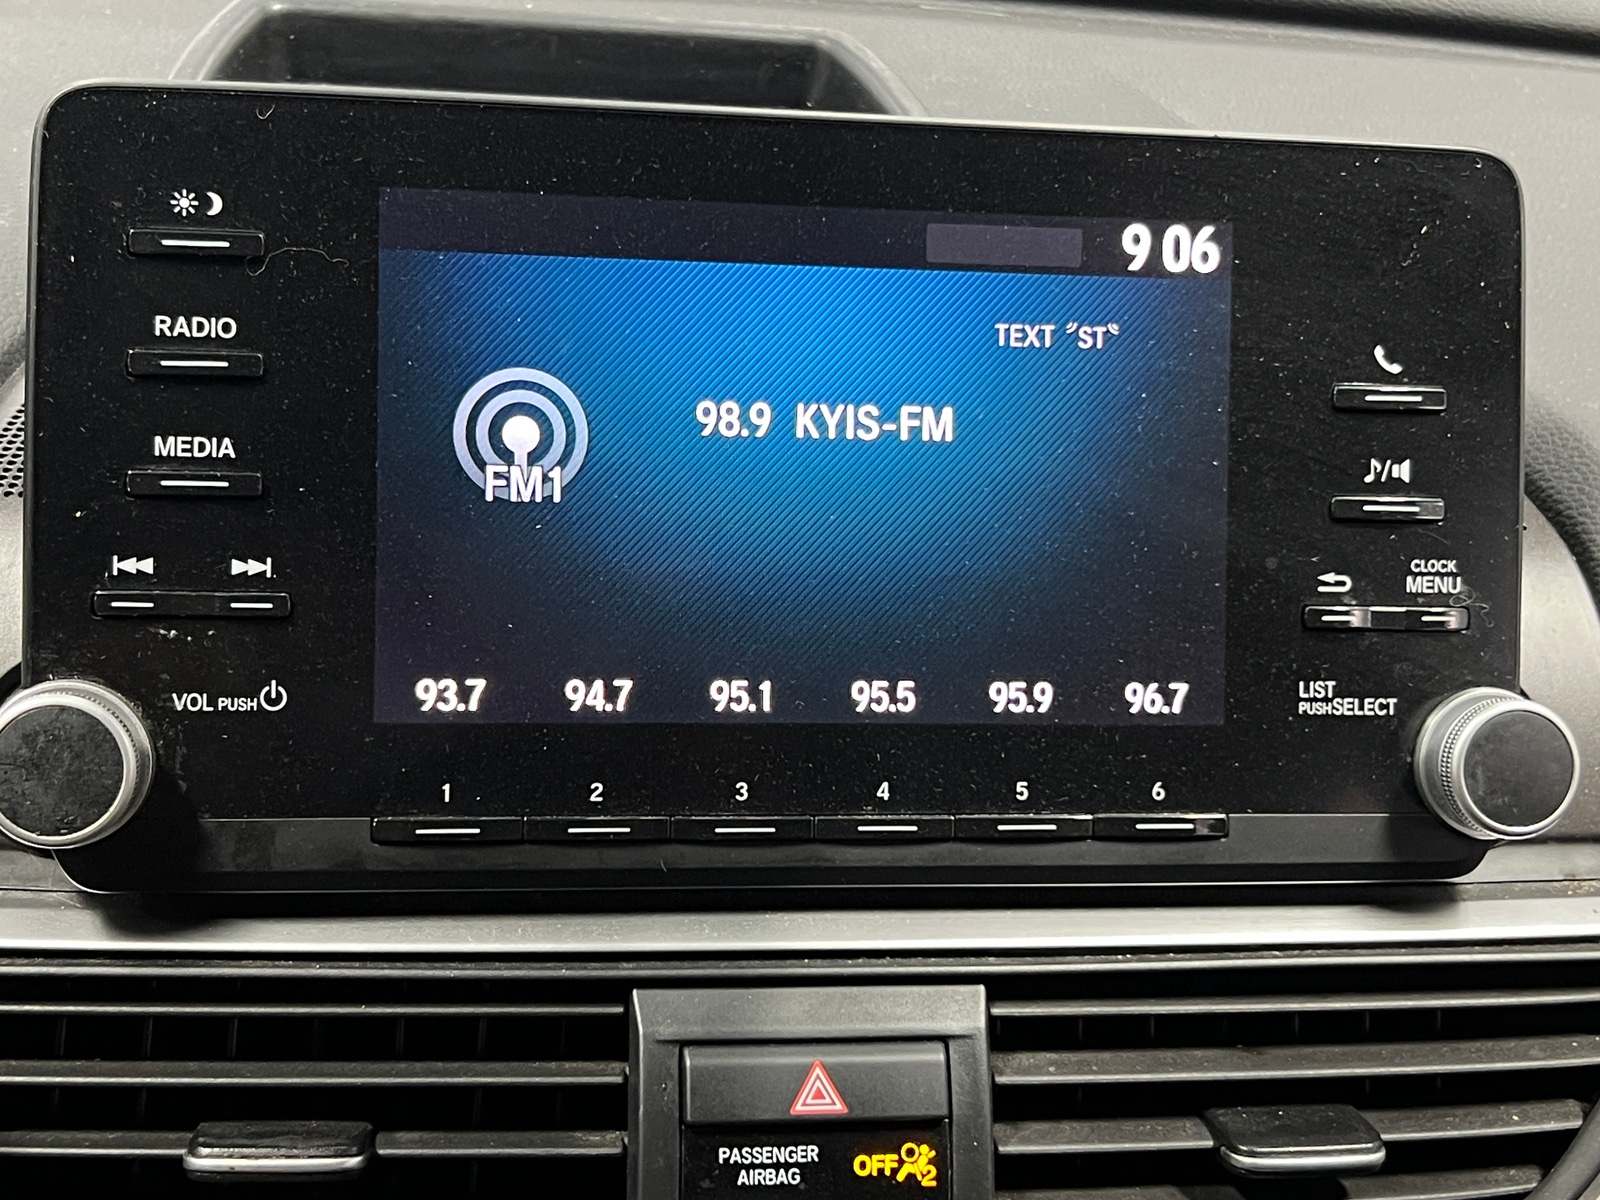 9 06
RADIO
TEXT "ST"
98.9 KYIS-FM
FM1
MEDIA
CLOCK
MENU
VOL PUSH
93.7 94.7 95.1 95.5 95.9 96.7
LIST
PUSH SELECT
1 2 3 4 5 6
PASSENGER
AIRBAG
OFF 2